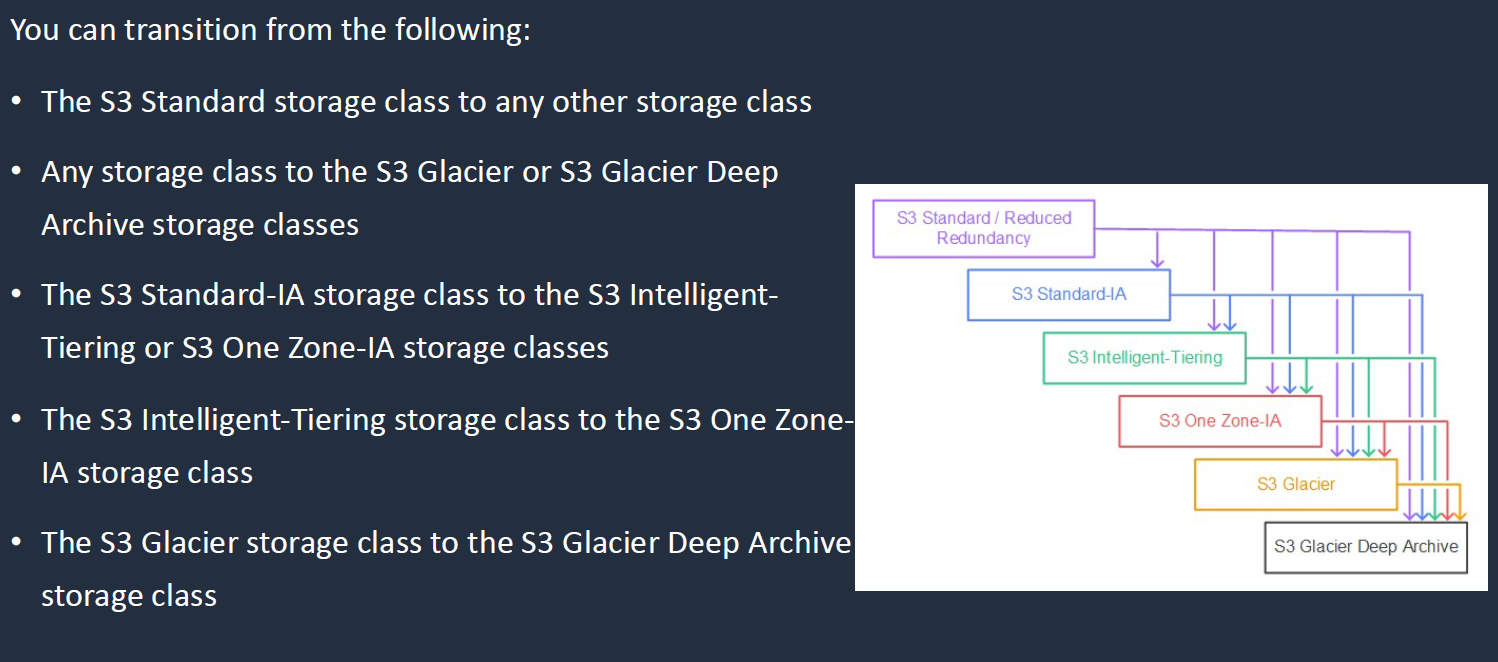 You can transition from the following:
• The S3 Standard storage class to any other storage class
• Any storage class to the S3 Glacier or S3 Glacier Deep
Archive storage classes
• The S3 Standard-IA storage class to the S3 Intelligent-
Tiering or S3 One Zone-IA storage classes
• The S3 Intelligent-Tiering storage class to the S3 One Zone-
IA storage class
• The S3 Glacier storage class to the S3 Glacier Deep Archive
storage class
S3 Standard / Reduced
Redundancy
S3 Standard-IA
S3 Intelligent-Tiering
S3 One Zone-IA
S3 Glacier
S3 Glacier Deep Archive